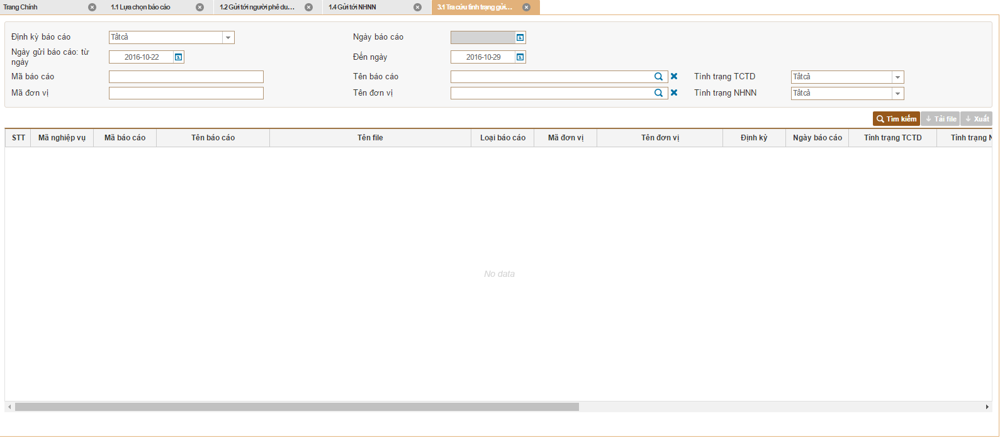 Trang Chính
1.1 Lựa chọn báo cáo
1.2 Gửi tới người phê du...
1.4 Gửi tới NHNN
3.1 Tra cứu tình trạng gửi...
Định kỳ báo cáo
Tất cả
Ngày báo cáo
Ngày gửi báo cáo: từ
ngày
2016-10-22
Đến ngày
2016-10-29
Mã báo cáo
Tên báo cáo
Tình trạng TCTD
Tất cả
Mã đơn vị
Tên đơn vị
Tình trạng NHNN
Tất cả
Tìm kiếm
Tải file
Xuất
STT
Mã nghiệp vụ
Mã báo cáo
Tên báo cáo
Tên file
Loại báo cáo
Mã đơn vị
Tên đơn vị
Định kỳ
Ngày báo cáo
Tình trạng TCTD
Tình trạng N
No data